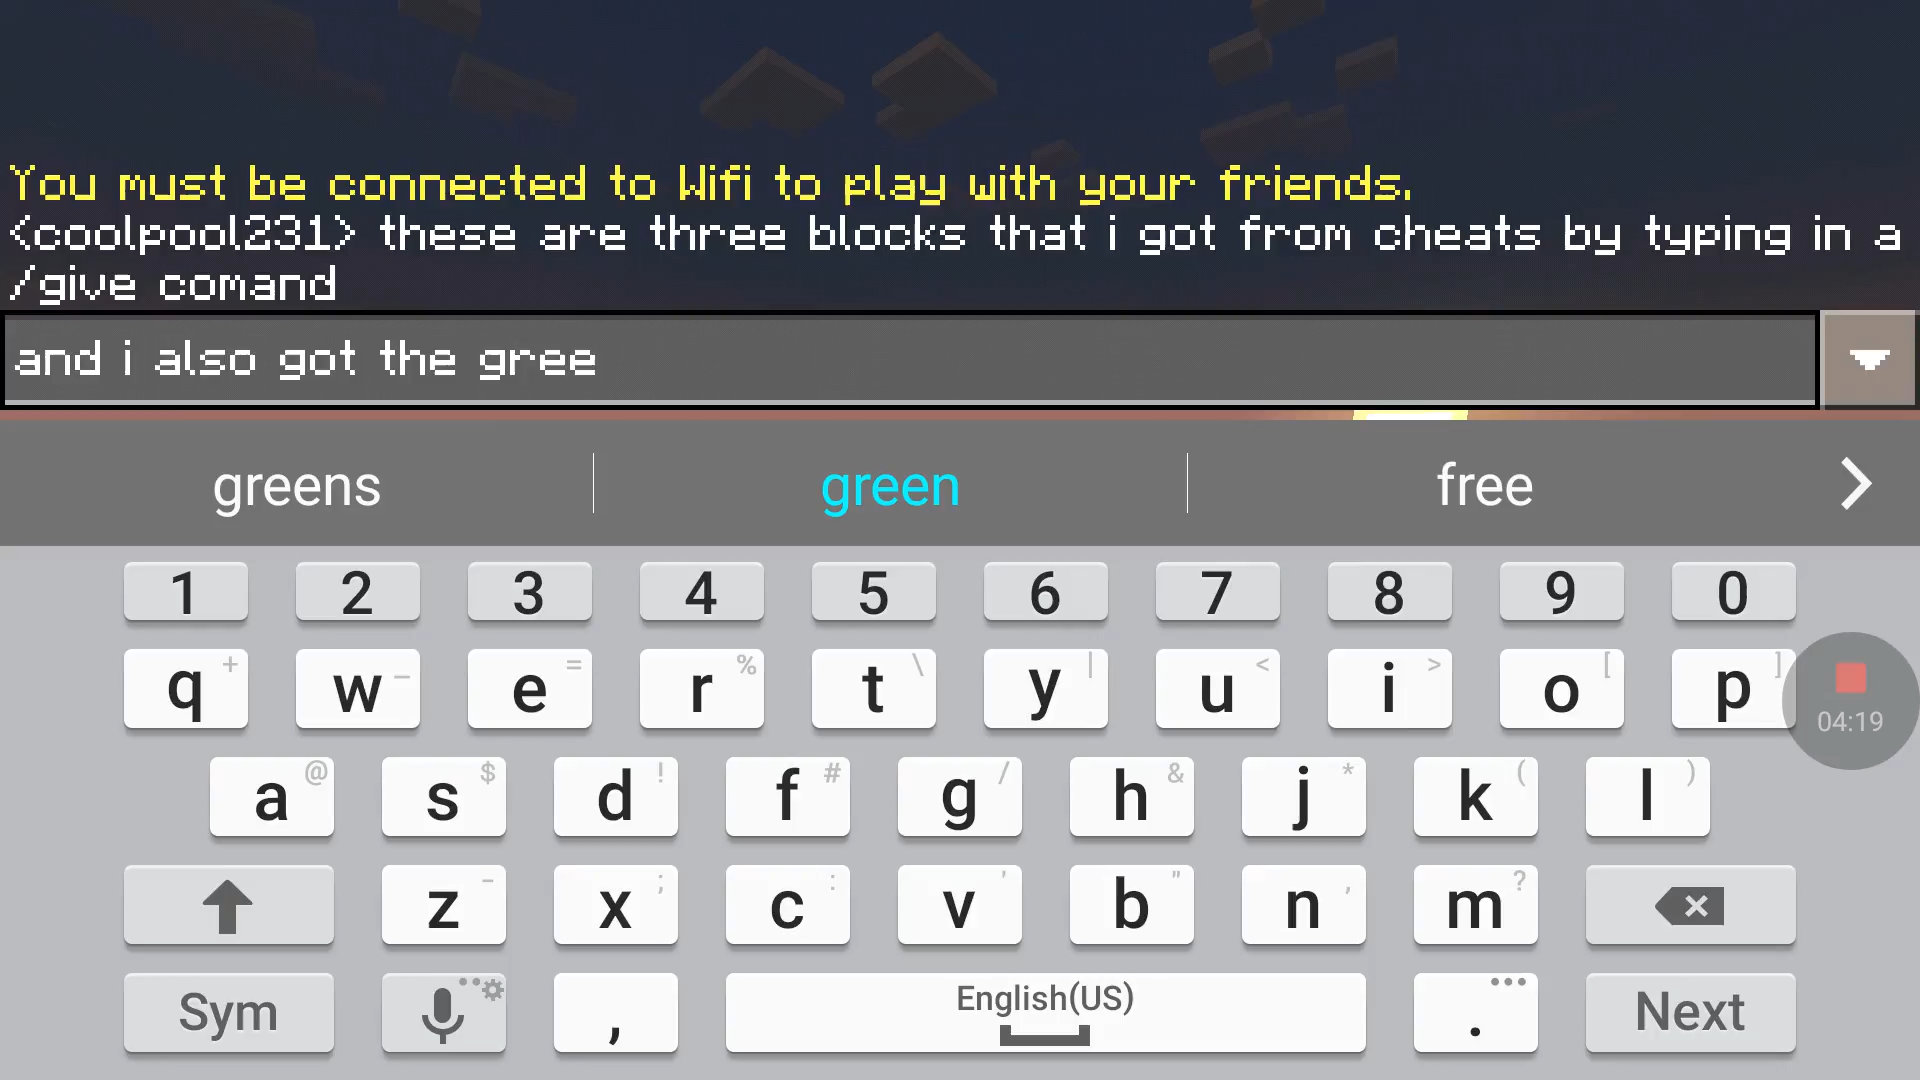 You must be connected to Wifi to play with your friends.
<coolpool231> these are three blocks that i got from cheats by typing in a
/give comand
and i also got the gree
greens green free
1 2 3 4 5 6 7 8 9 0
q + w – e = r % t \ y | u < i > o [ p ]
04:19
a @ s $ d ! f # g / h & j * k ( l )
z - x ; c : v ' b " n , m ?
Sym , English(US) . Next